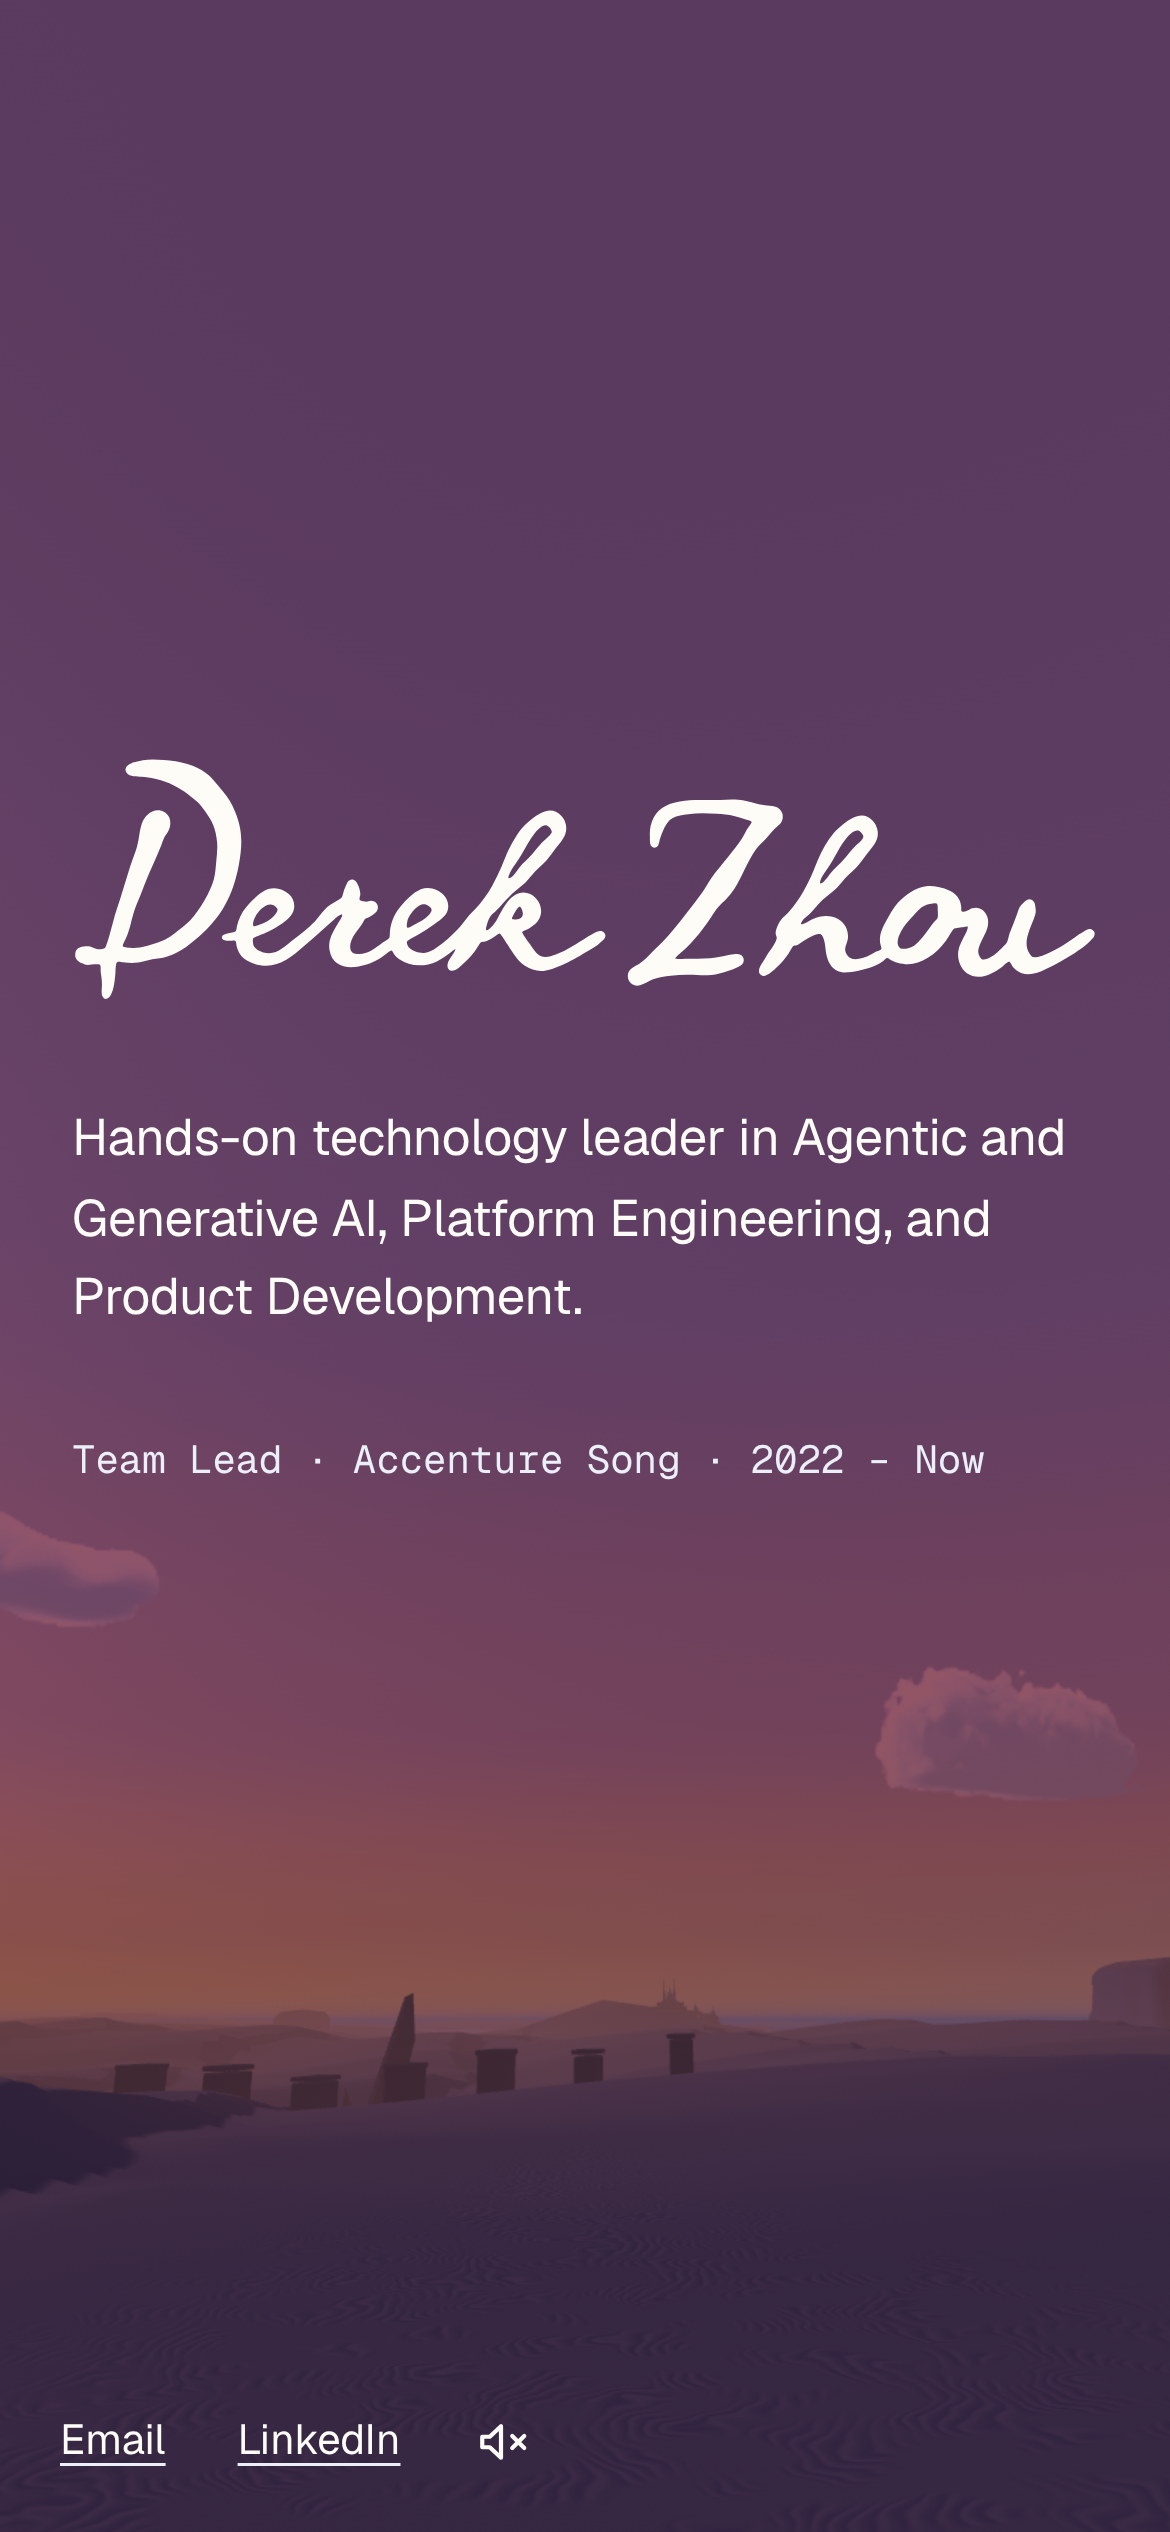 Derek Zhou
Hands-on technology leader in Agentic and
Generative AI, Platform Engineering, and
Product Development.
Team Lead · Accenture Song · 2022 – Now
Email LinkedIn